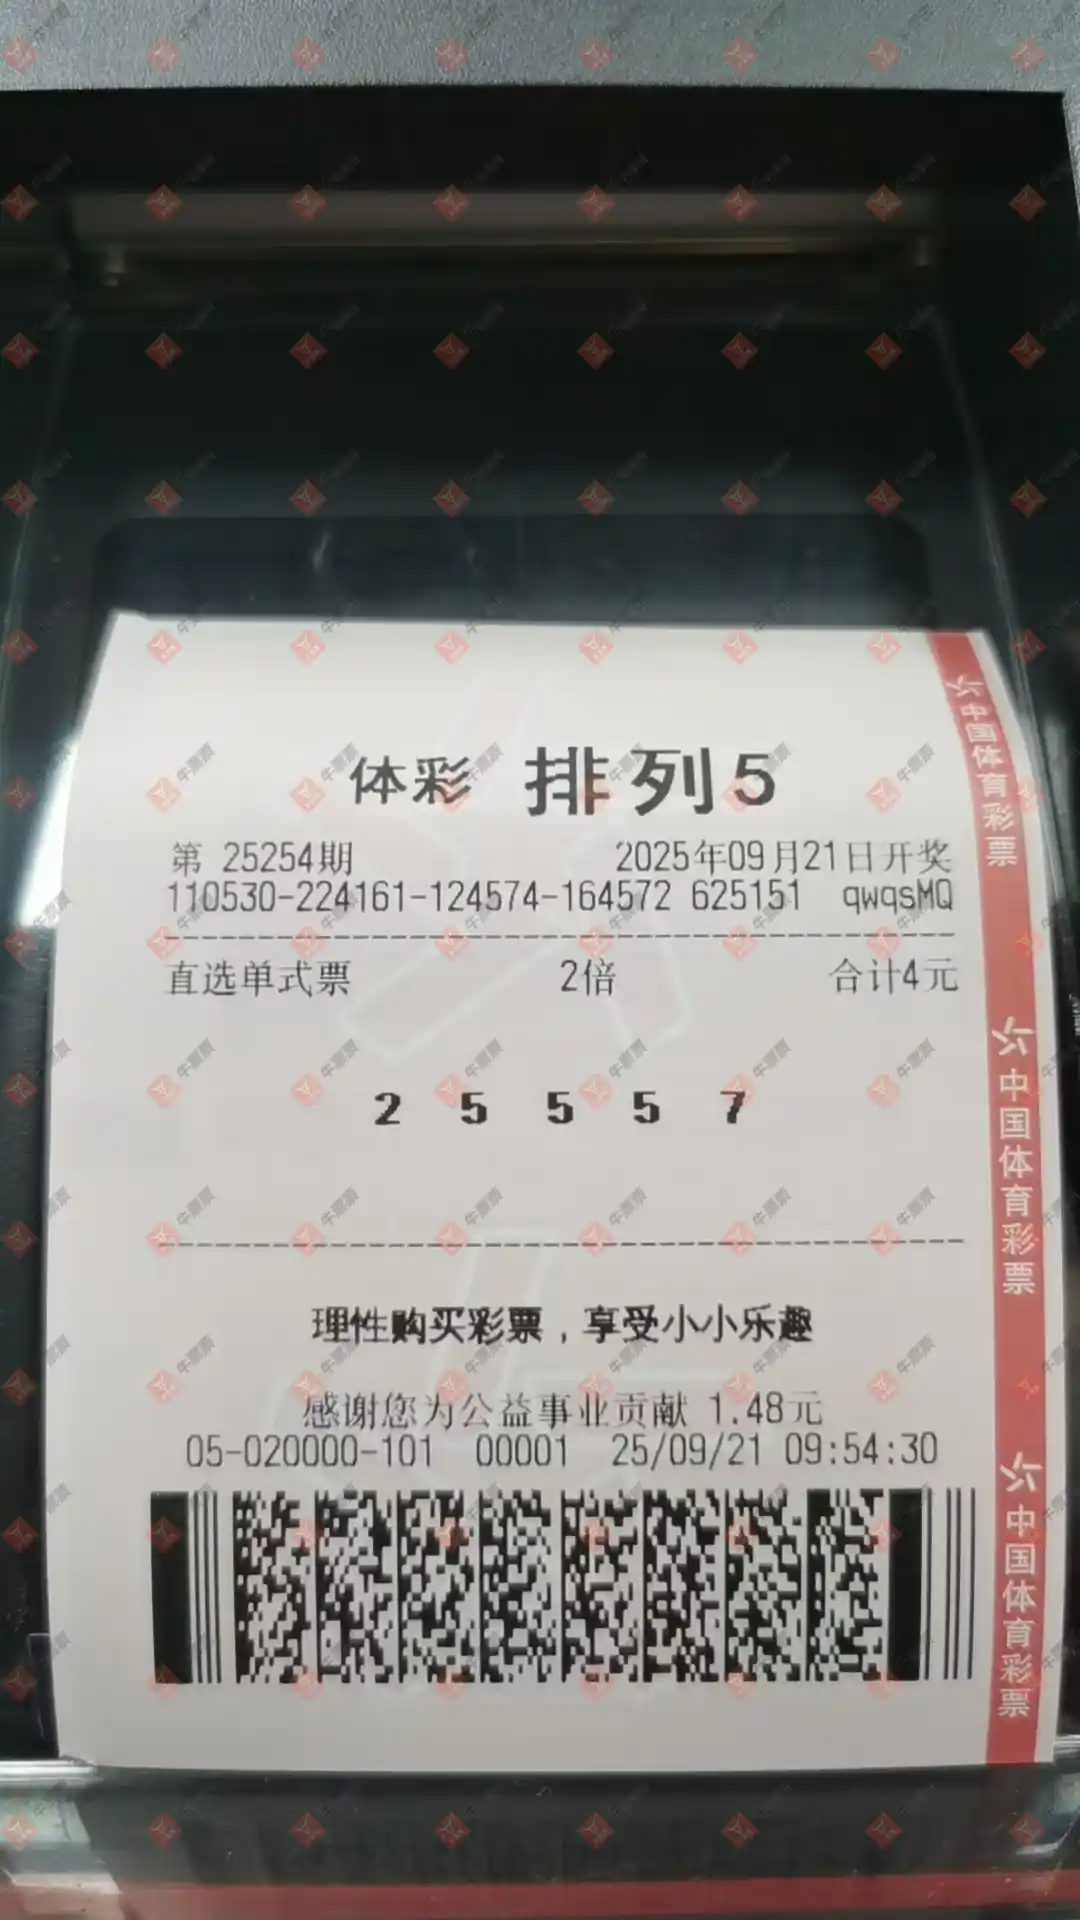 体彩 排列5
第 25254期 2025年09月21日开奖
110530-224161-124574-164572 625151 qwqsMQ
直选单式票 2倍 合计4元
2 5 5 5 7
理性购买彩票，享受小小乐趣
感谢您为公益事业贡献 1.48元
05-020000-101 00001 25/09/21 09:54:30
中国体育彩票
中国体育彩票
中国体育彩票
牛票票